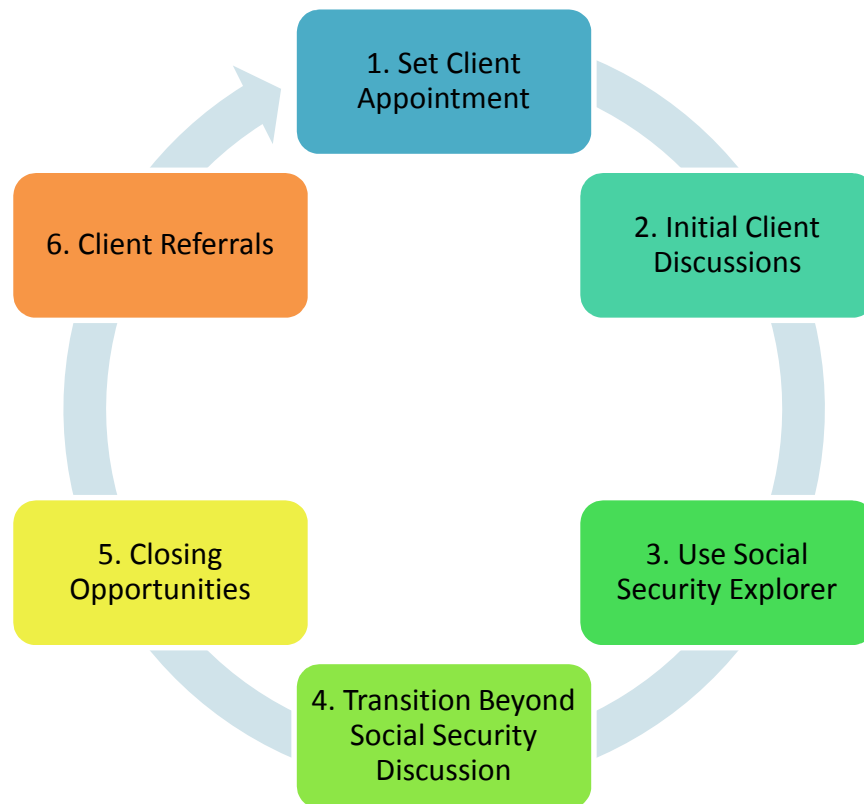 1. Set Client
Appointment
2. Initial Client
Discussions
3. Use Social
Security Explorer
4. Transition Beyond
Social Security
Discussion
5. Closing
Opportunities
6. Client Referrals